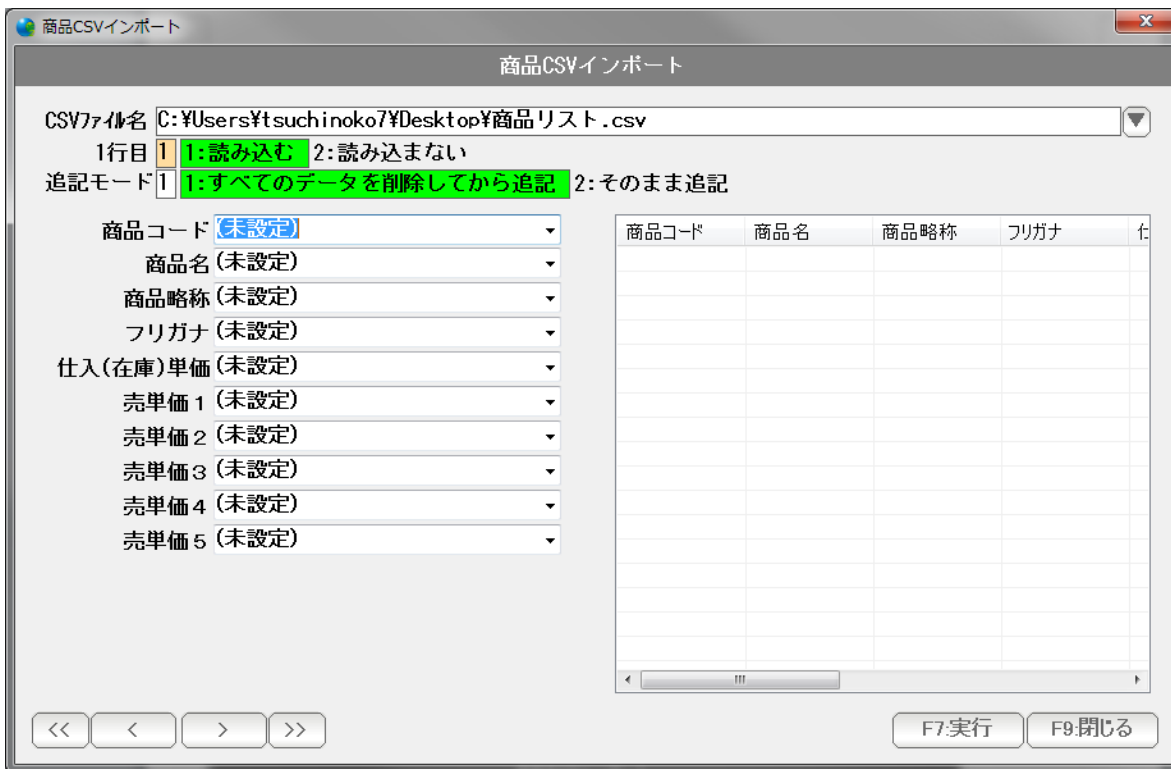 商品CSVインポート
商品CSVインポート
CSVファイル名 C:¥Users¥tsuchinoko7¥Desktop¥商品リスト.csv
1行目 1 1:読み込む 2:読み込まない
追記モード 1 1:すべてのデータを削除してから追記 2:そのまま追記
商品コード (未設定)
商品名 (未設定)
商品略称 (未設定)
フリガナ (未設定)
仕入(在庫)単価 (未設定)
売単価1 (未設定)
売単価2 (未設定)
売単価3 (未設定)
売単価4 (未設定)
売単価5 (未設定)
商品コード 商品名 商品略称 フリガナ
<< < > >> F7:実行 F9:閉じる